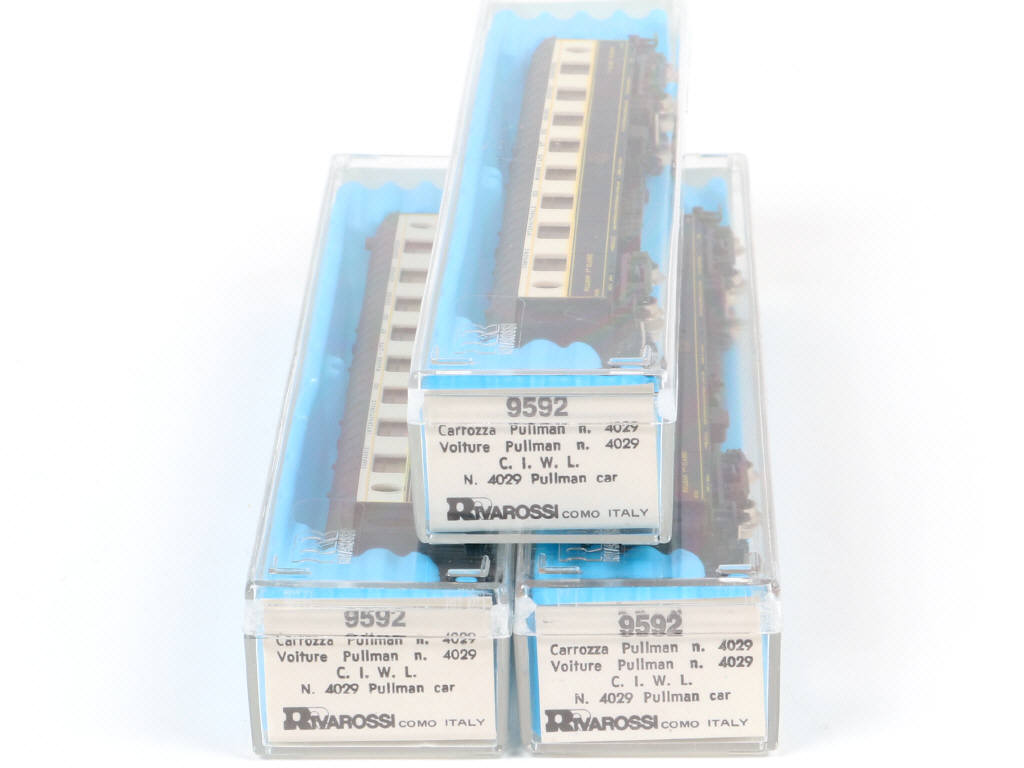 9592
Carrozza Pullman n. 4029
Voiture Pullman n. 4029
C. I. W. L.
N. 4029 Pullman car
RIVAROSSI COMO ITALY
9592
Carrozza Pullman n. 4029
Voiture Pullman n. 4029
C. I. W. L.
N. 4029 Pullman car
RIVAROSSI COMO ITALY
9592
Carrozza Pullman n. 4029
Voiture Pullman n. 4029
C. I. W. L.
N. 4029 Pullman car
RIVAROSSI COMO ITALY